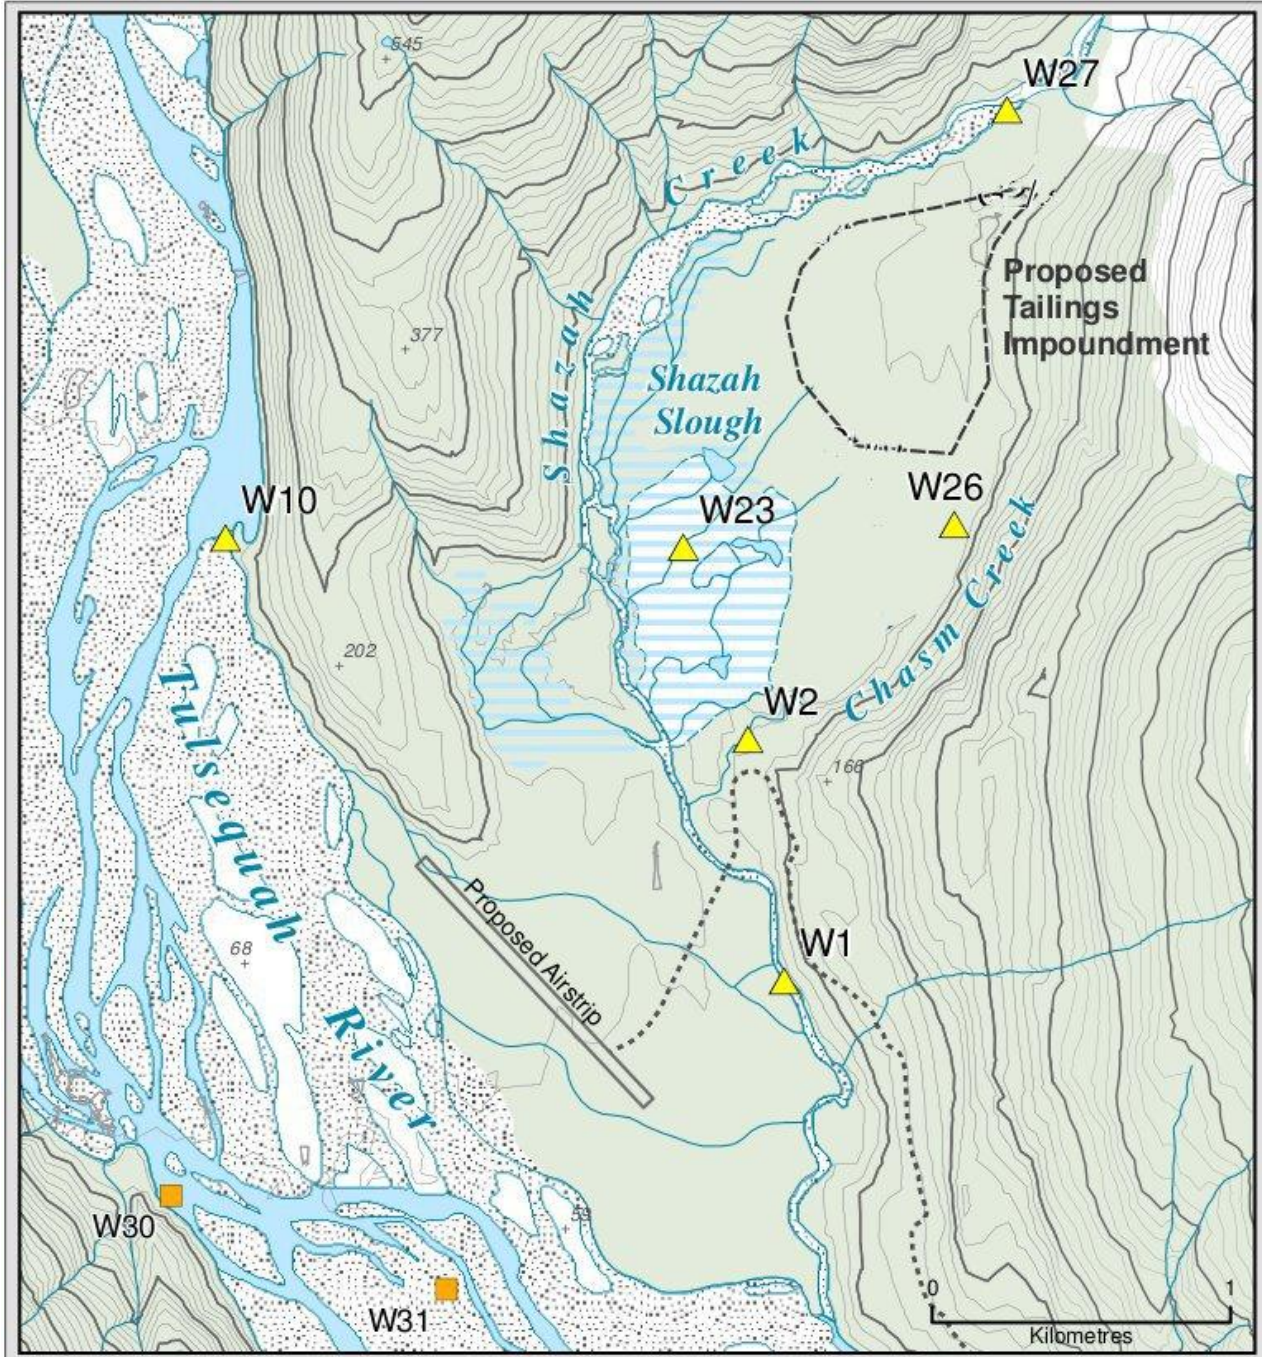 545
W27
Shazah Creek
377
Proposed
Tailings
Impoundment
Shazah
Slough
W10
W23
W26
202
Chasm Creek
W2
166
Tulsequah River
Proposed Airstrip
68
W1
59
W30
W31
0 1
Kilometres